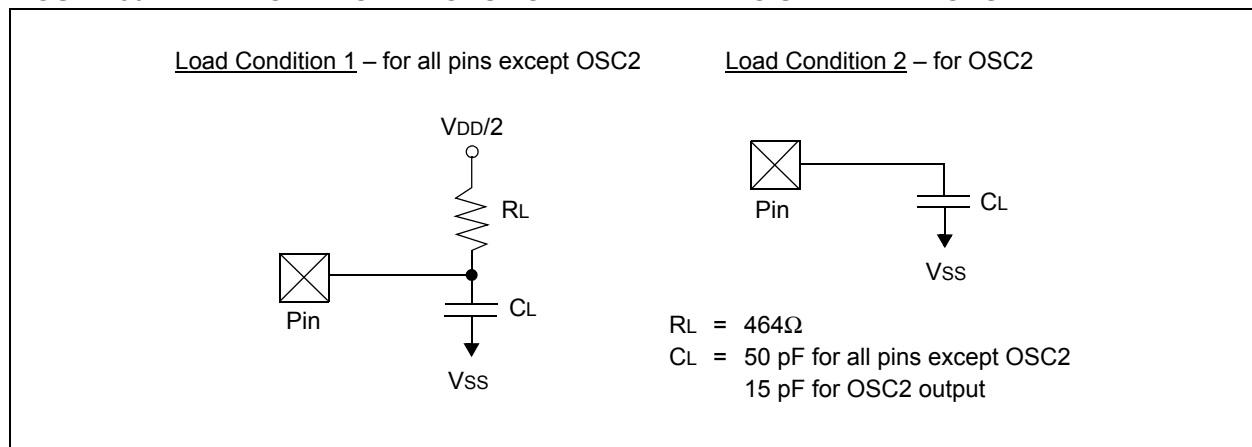 Load Condition 1 – for all pins except OSC2
VDD/2
RL
Pin
CL
VSS
Load Condition 2 – for OSC2
Pin
CL
VSS
RL = 464Ω
CL = 50 pF for all pins except OSC2
15 pF for OSC2 output